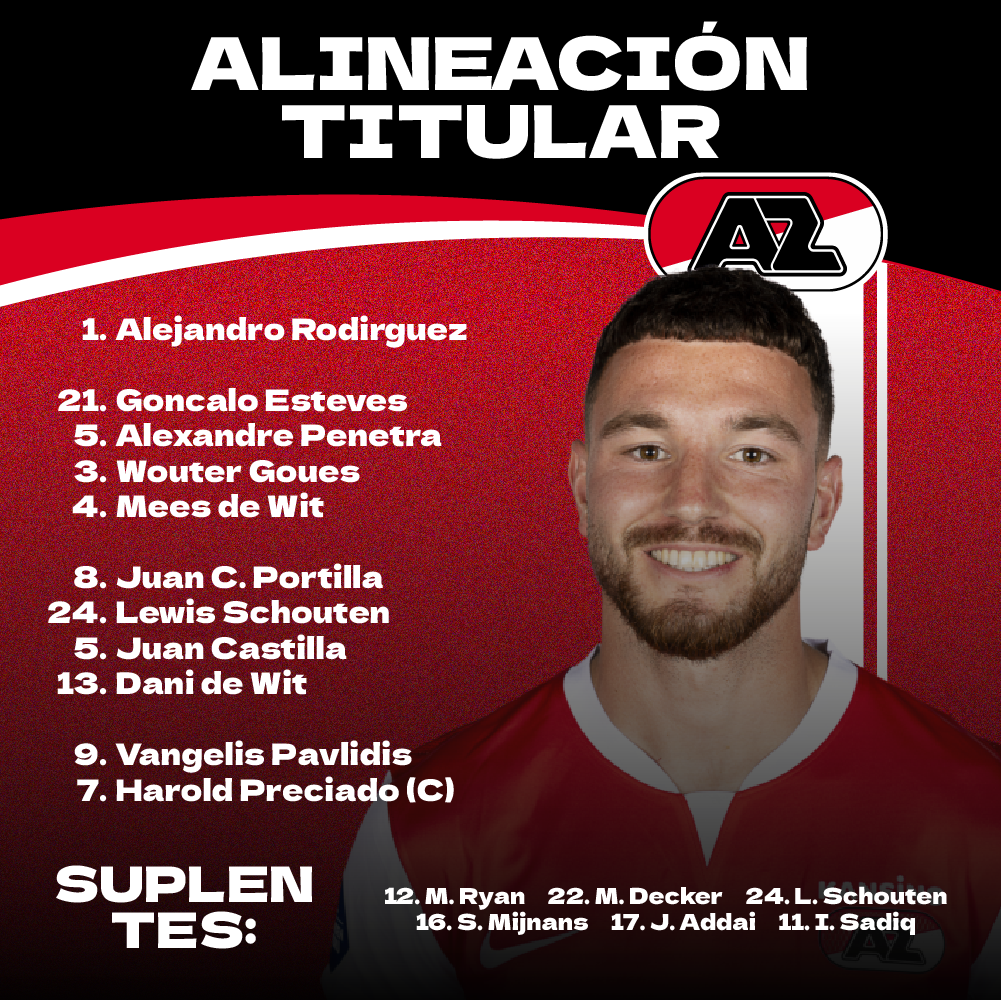 ALINEACIÓN
TITULAR
AZ
1. Alejandro Rodirguez
21. Goncalo Esteves
5. Alexandre Penetra
3. Wouter Goues
4. Mees de Wit
8. Juan C. Portilla
24. Lewis Schouten
5. Juan Castilla
13. Dani de Wit
9. Vangelis Pavlidis
7. Harold Preciado (C)
SUPLEN
TES:
12. M. Ryan 22. M. Decker 24. L. Schouten
16. S. Mijnans 17. J. Addai 11. I. Sadiq
AZ